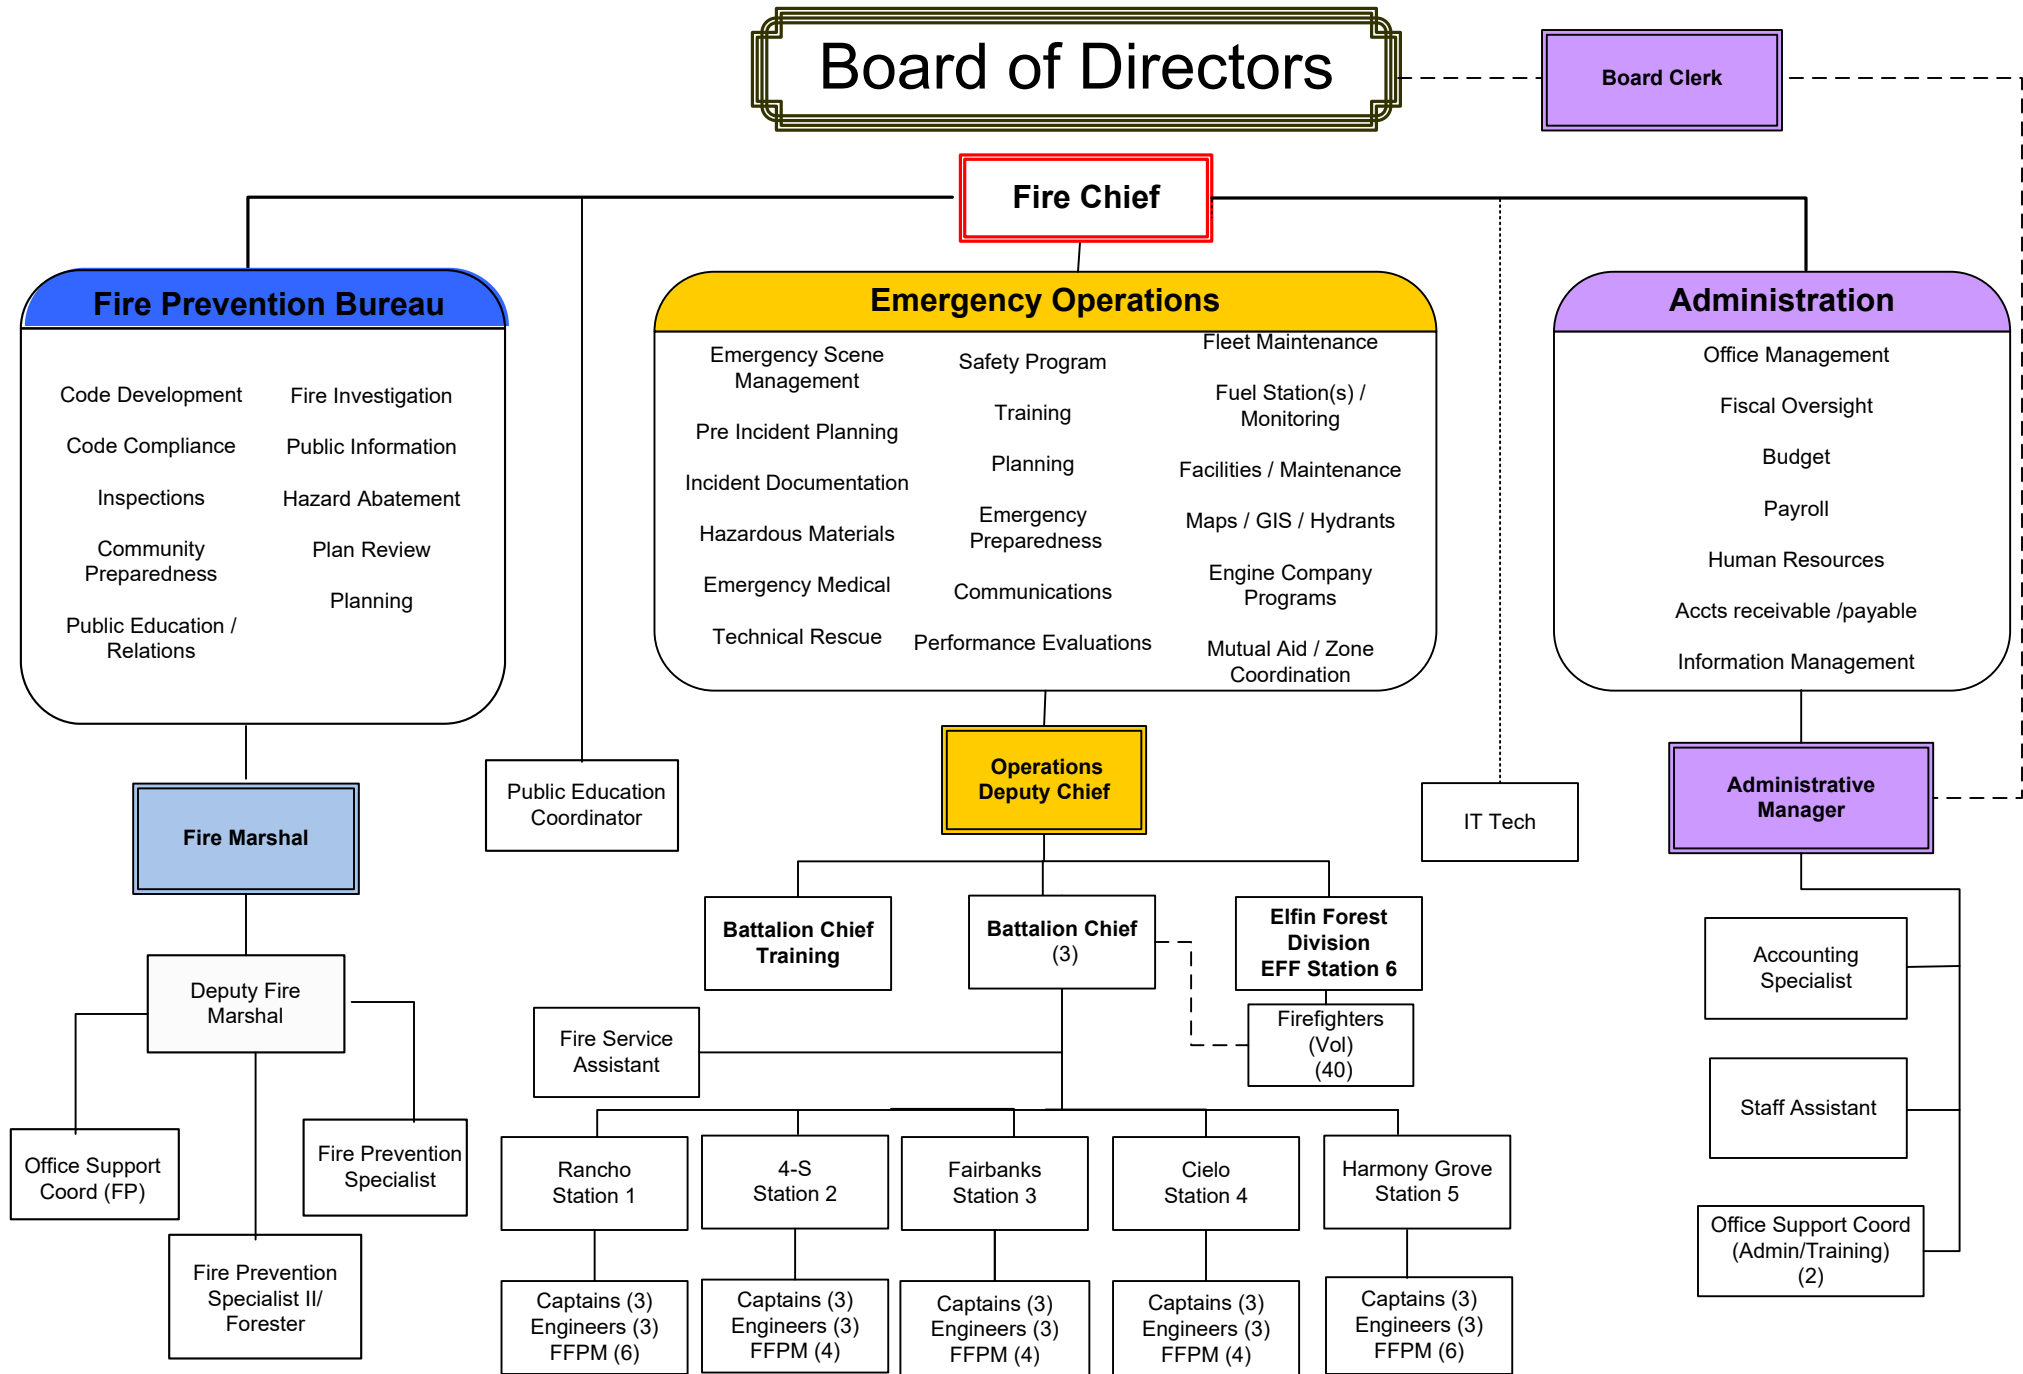 Board of Directors
Board Clerk
Fire Chief
Fire Prevention Bureau
Code Development
Code Compliance
Inspections
Community
Preparedness
Public Education /
Relations
Fire Investigation
Public Information
Hazard Abatement
Plan Review
Planning
Emergency Operations
Emergency Scene
Management
Pre Incident Planning
Incident Documentation
Hazardous Materials
Emergency Medical
Technical Rescue
Safety Program
Training
Planning
Emergency
Preparedness
Communications
Performance Evaluations
Fleet Maintenance
Fuel Station(s) /
Monitoring
Facilities / Maintenance
Maps / GIS / Hydrants
Engine Company
Programs
Mutual Aid / Zone
Coordination
Administration
Office Management
Fiscal Oversight
Budget
Payroll
Human Resources
Accts receivable /payable
Information Management
Fire Marshal
Public Education
Coordinator
Operations
Deputy Chief
IT Tech
Administrative
Manager
Deputy Fire
Marshal
Office Support
Coord (FP)
Fire Prevention
Specialist II/
Forester
Fire Prevention
Specialist
Battalion Chief
Training
Battalion Chief
(3)
Elfin Forest
Division
EFF Station 6
Firefighters
(Vol)
(40)
Fire Service
Assistant
Rancho
Station 1
4-S
Station 2
Fairbanks
Station 3
Cielo
Station 4
Harmony Grove
Station 5
Captains (3)
Engineers (3)
FFPM (6)
Captains (3)
Engineers (3)
FFPM (4)
Captains (3)
Engineers (3)
FFPM (4)
Captains (3)
Engineers (3)
FFPM (4)
Captains (3)
Engineers (3)
FFPM (6)
Accounting
Specialist
Staff Assistant
Office Support Coord
(Admin/Training)
(2)